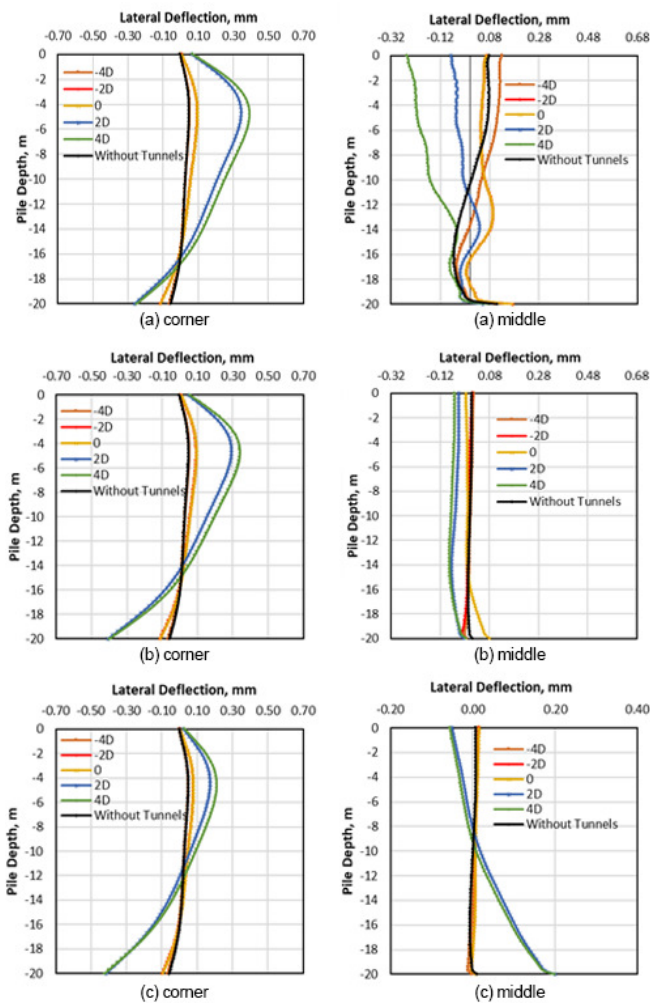 Lateral Deflection, mm
-0.70 -0.50 -0.30 -0.10 0.10 0.30 0.50 0.70
Pile Depth, m
0
-2
-4
-6
-8
-10
-12
-14
-16
-18
-20
-4D
-2D
0
2D
4D
Without Tunnels
(a) corner
Lateral Deflection, mm
-0.32 -0.12 0.08 0.28 0.48 0.68
Pile Depth, m
0
-2
-4
-6
-8
-10
-12
-14
-16
-18
-20
-4D
-2D
0
2D
4D
Without Tunnels
(a) middle
Lateral Deflection, mm
-0.70 -0.50 -0.30 -0.10 0.10 0.30 0.50 0.70
Pile Depth, m
0
-2
-4
-6
-8
-10
-12
-14
-16
-18
-20
-4D
-2D
0
2D
4D
Without Tunnels
(b) corner
Lateral Deflection, mm
-0.32 -0.12 0.08 0.28 0.48 0.68
Pile Depth, m
0
-2
-4
-6
-8
-10
-12
-14
-16
-18
-20
-4D
-2D
0
2D
4D
Without Tunnels
(b) middle
Lateral Deflection, mm
-0.70 -0.50 -0.30 -0.10 0.10 0.30 0.50 0.70
Pile Depth, m
0
-2
-4
-6
-8
-10
-12
-14
-16
-18
-20
-4D
-2D
0
2D
4D
Without Tunnels
(c) corner
Lateral Deflection, mm
-0.20 0.00 0.20 0.40
Pile Depth, m
0
-2
-4
-6
-8
-10
-12
-14
-16
-18
-20
-4D
-2D
0
2D
4D
Without Tunnels
(c) middle